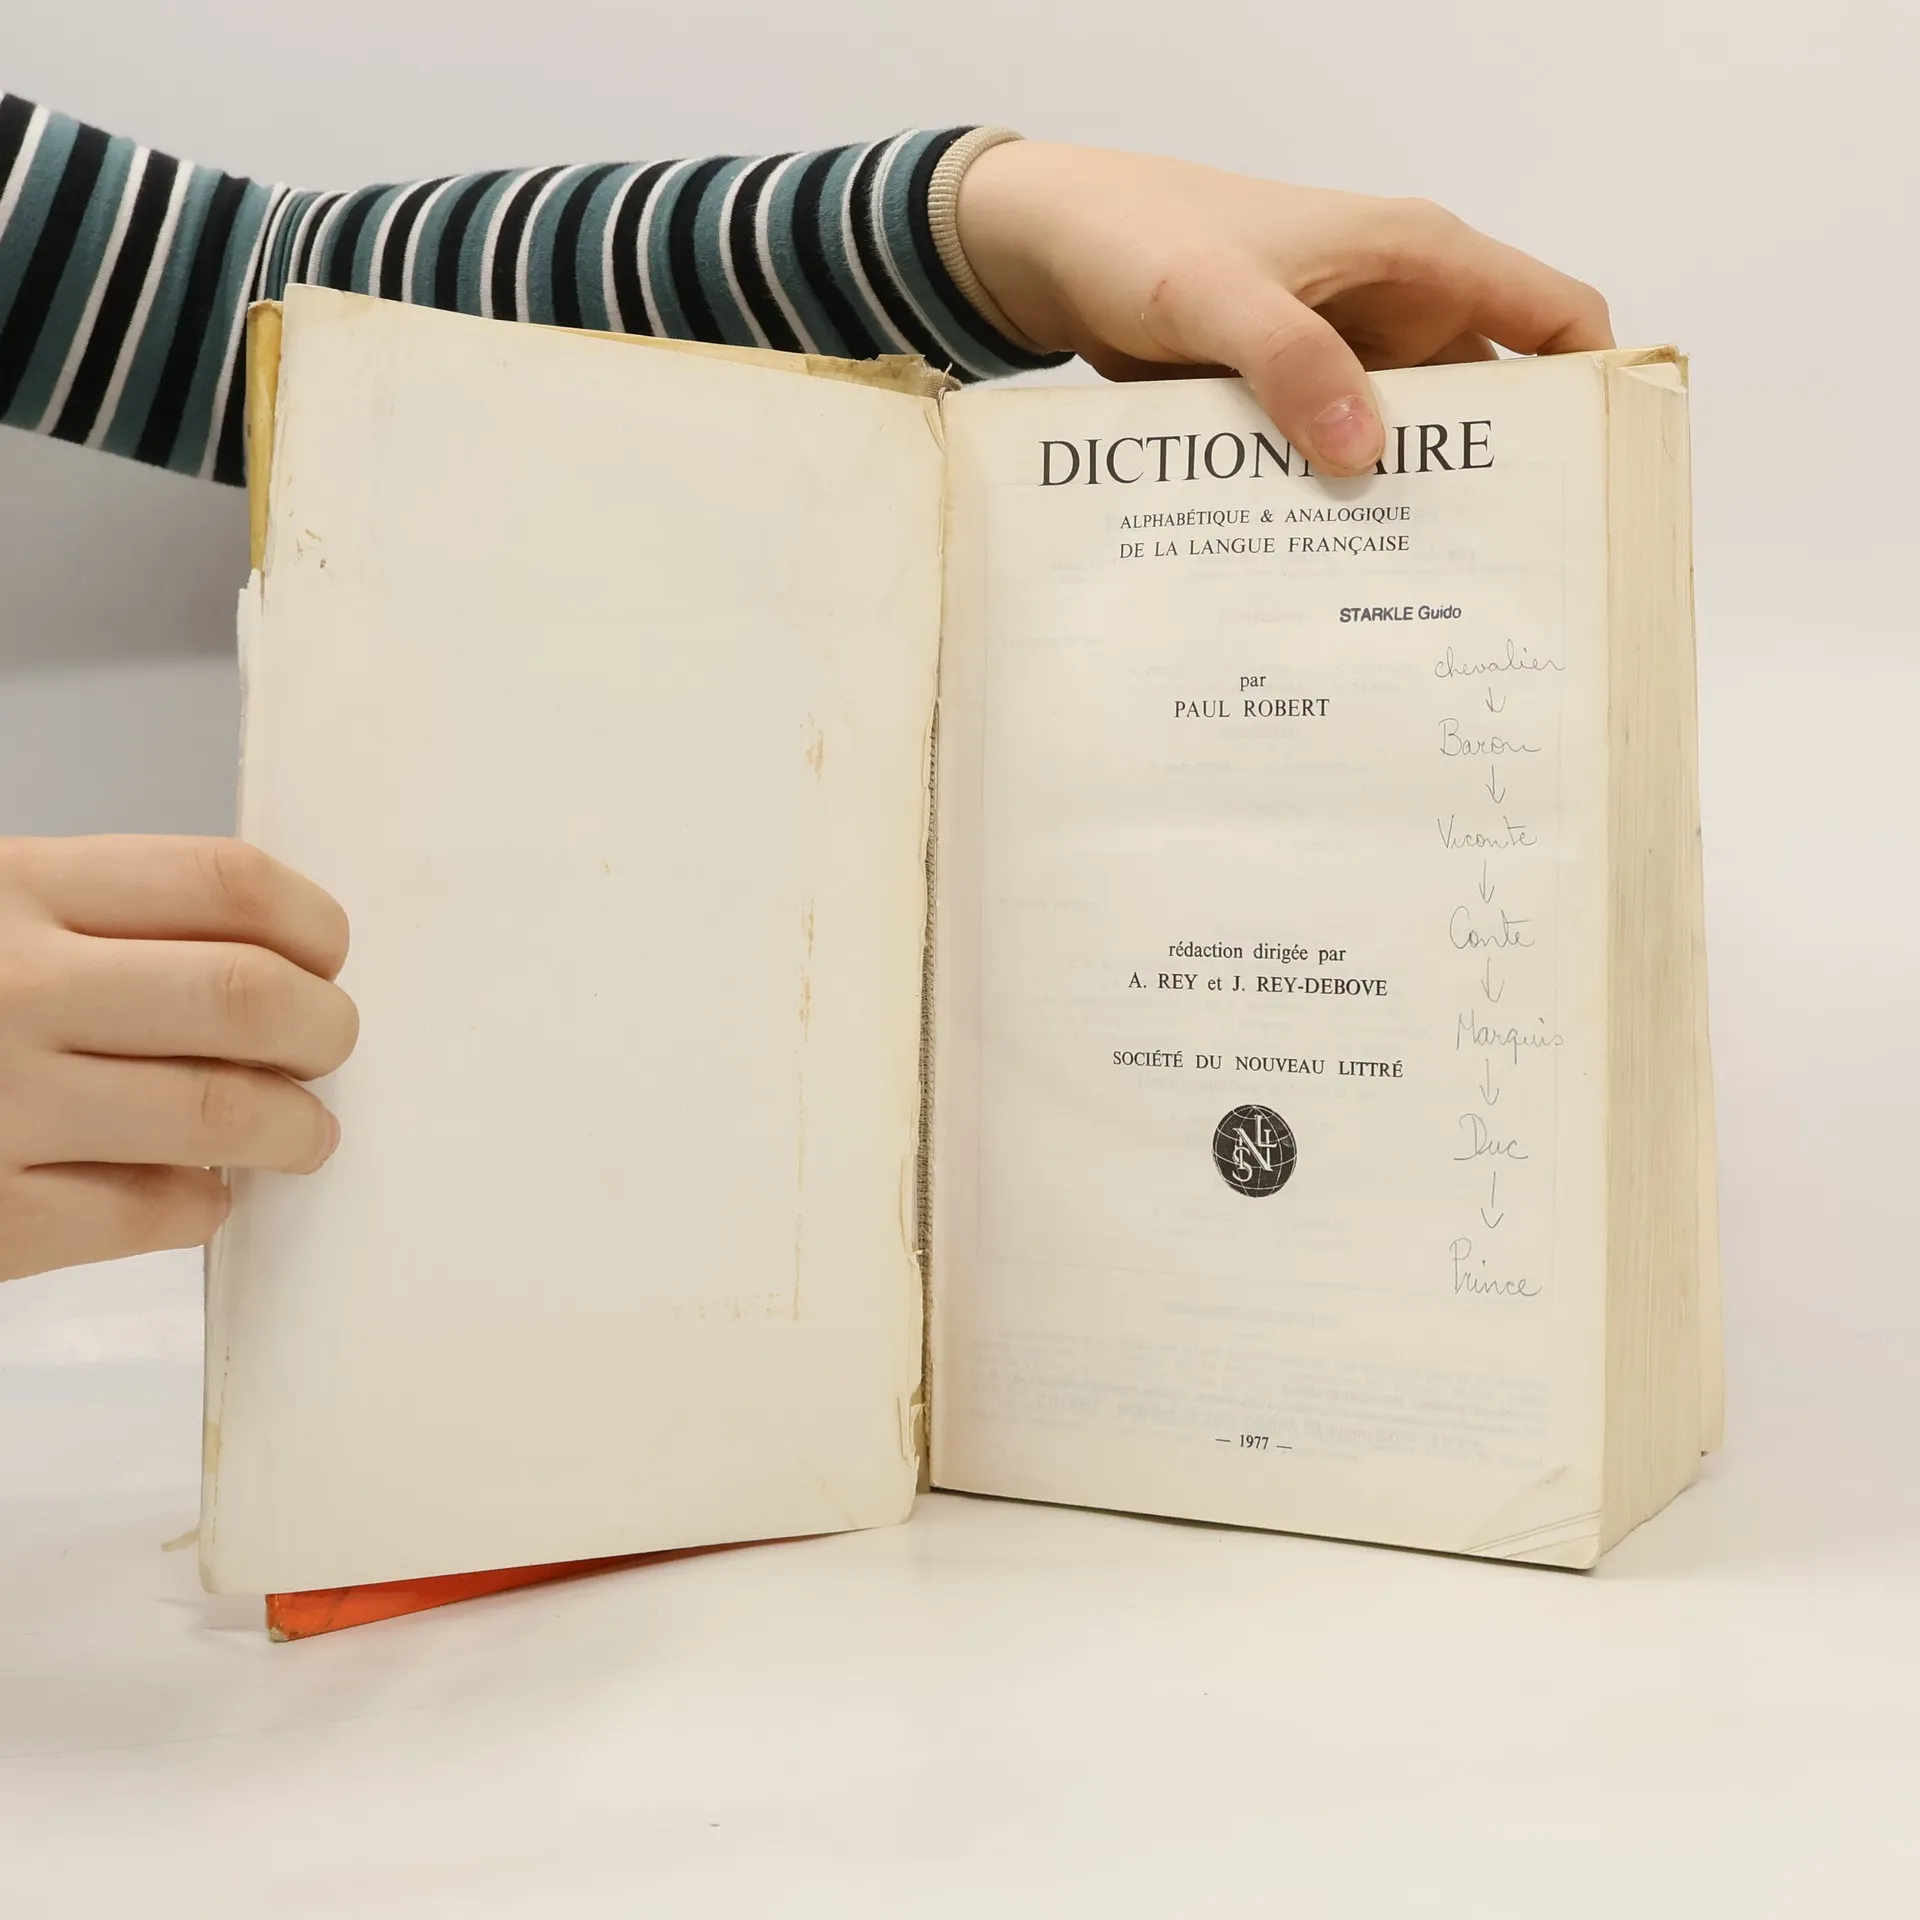 DICTIONNAIRE
ALPHABÉTIQUE & ANALOGIQUE
DE LA LANGUE FRANÇAISE
STARKLE Guido
par
PAUL ROBERT
rédaction dirigée par
A. REY et J. REY-DEBOVE
SOCIÉTÉ DU NOUVEAU LITTRÉ
SNL
— 1977 —
chevalier
↓
Baron
↓
Viconte
↓
Conte
↓
Marquis
↓
Duc
↓
Prince